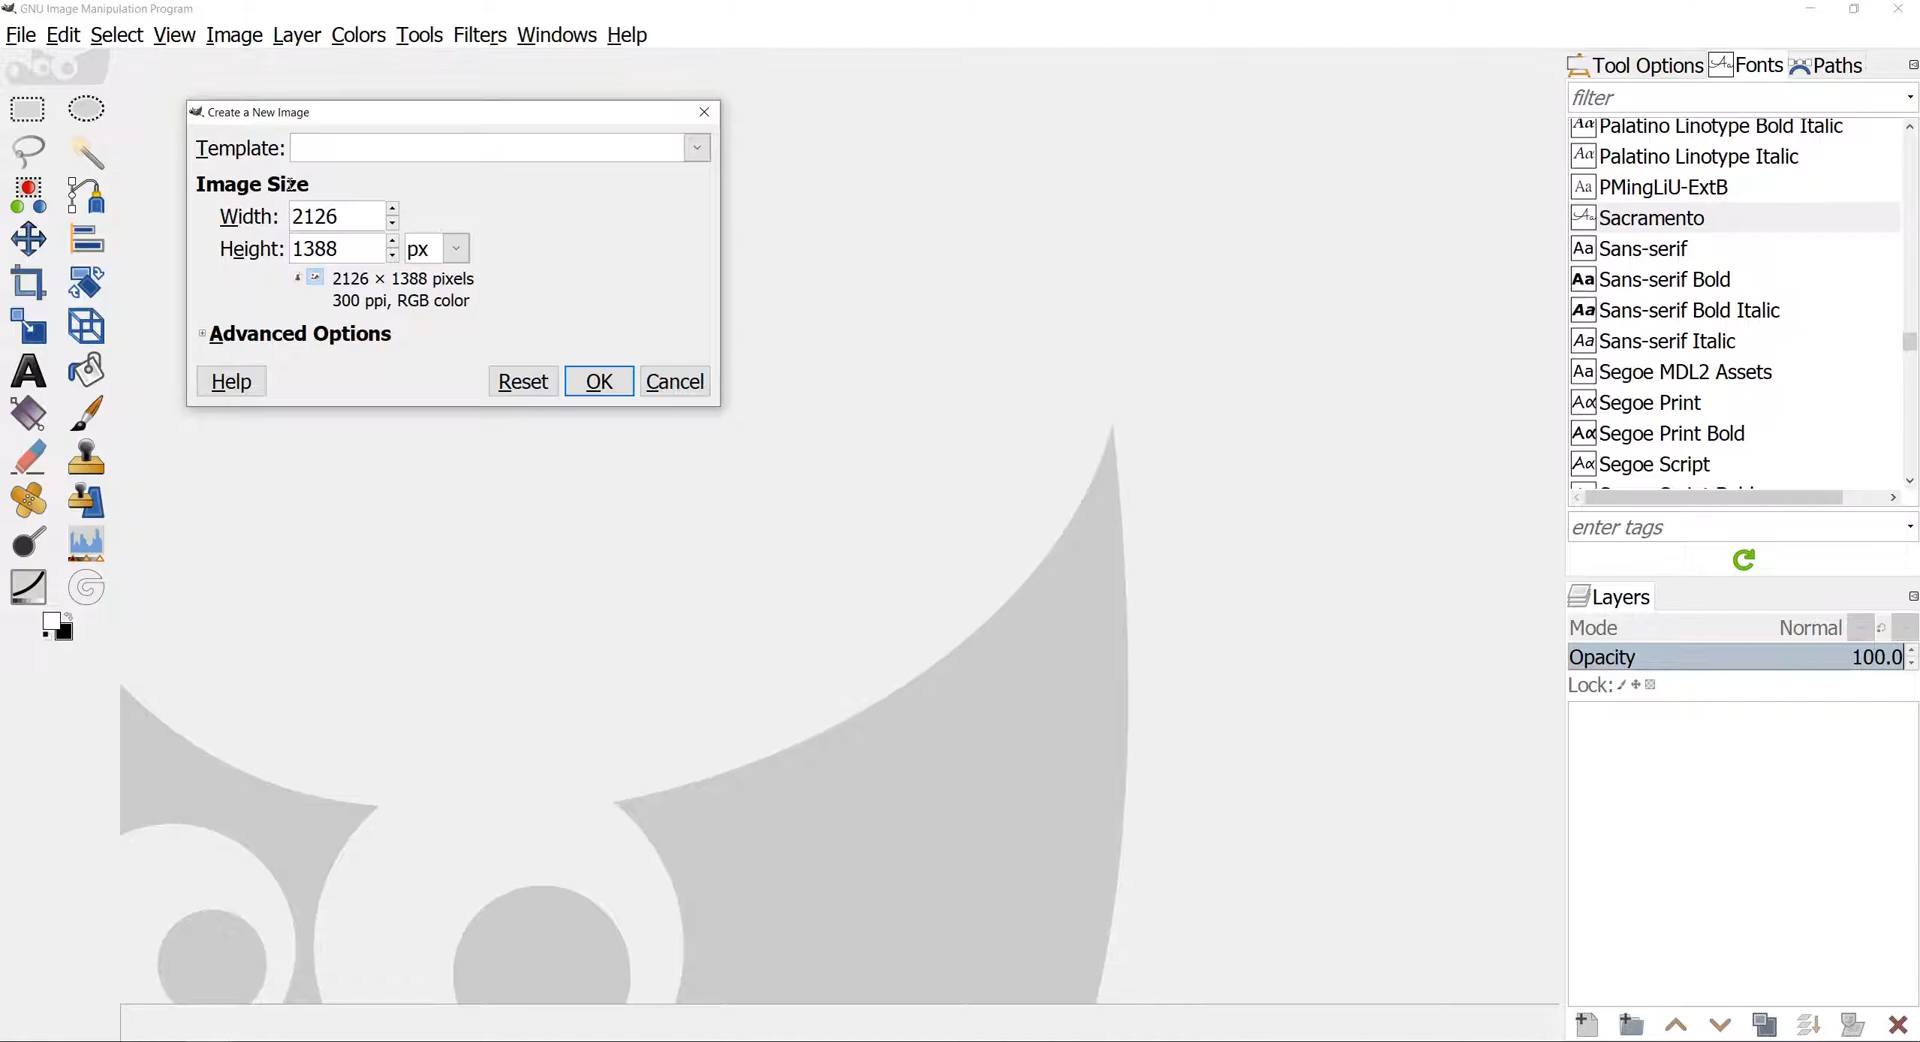 GNU Image Manipulation Program
File Edit Select View Image Layer Colors Tools Filters Windows Help
Create a New Image
Template:
Image Size
Width: 2126
Height: 1388 px
2126 × 1388 pixels
300 ppi, RGB color
Advanced Options
Help Reset OK Cancel
Tool Options Fonts Paths
filter
Palatino Linotype Bold Italic
Palatino Linotype Italic
PMingLiU-ExtB
Sacramento
Sans-serif
Sans-serif Bold
Sans-serif Bold Italic
Sans-serif Italic
Segoe MDL2 Assets
Segoe Print
Segoe Print Bold
Segoe Script
enter tags
Layers
Mode Normal
Opacity 100.0
Lock: